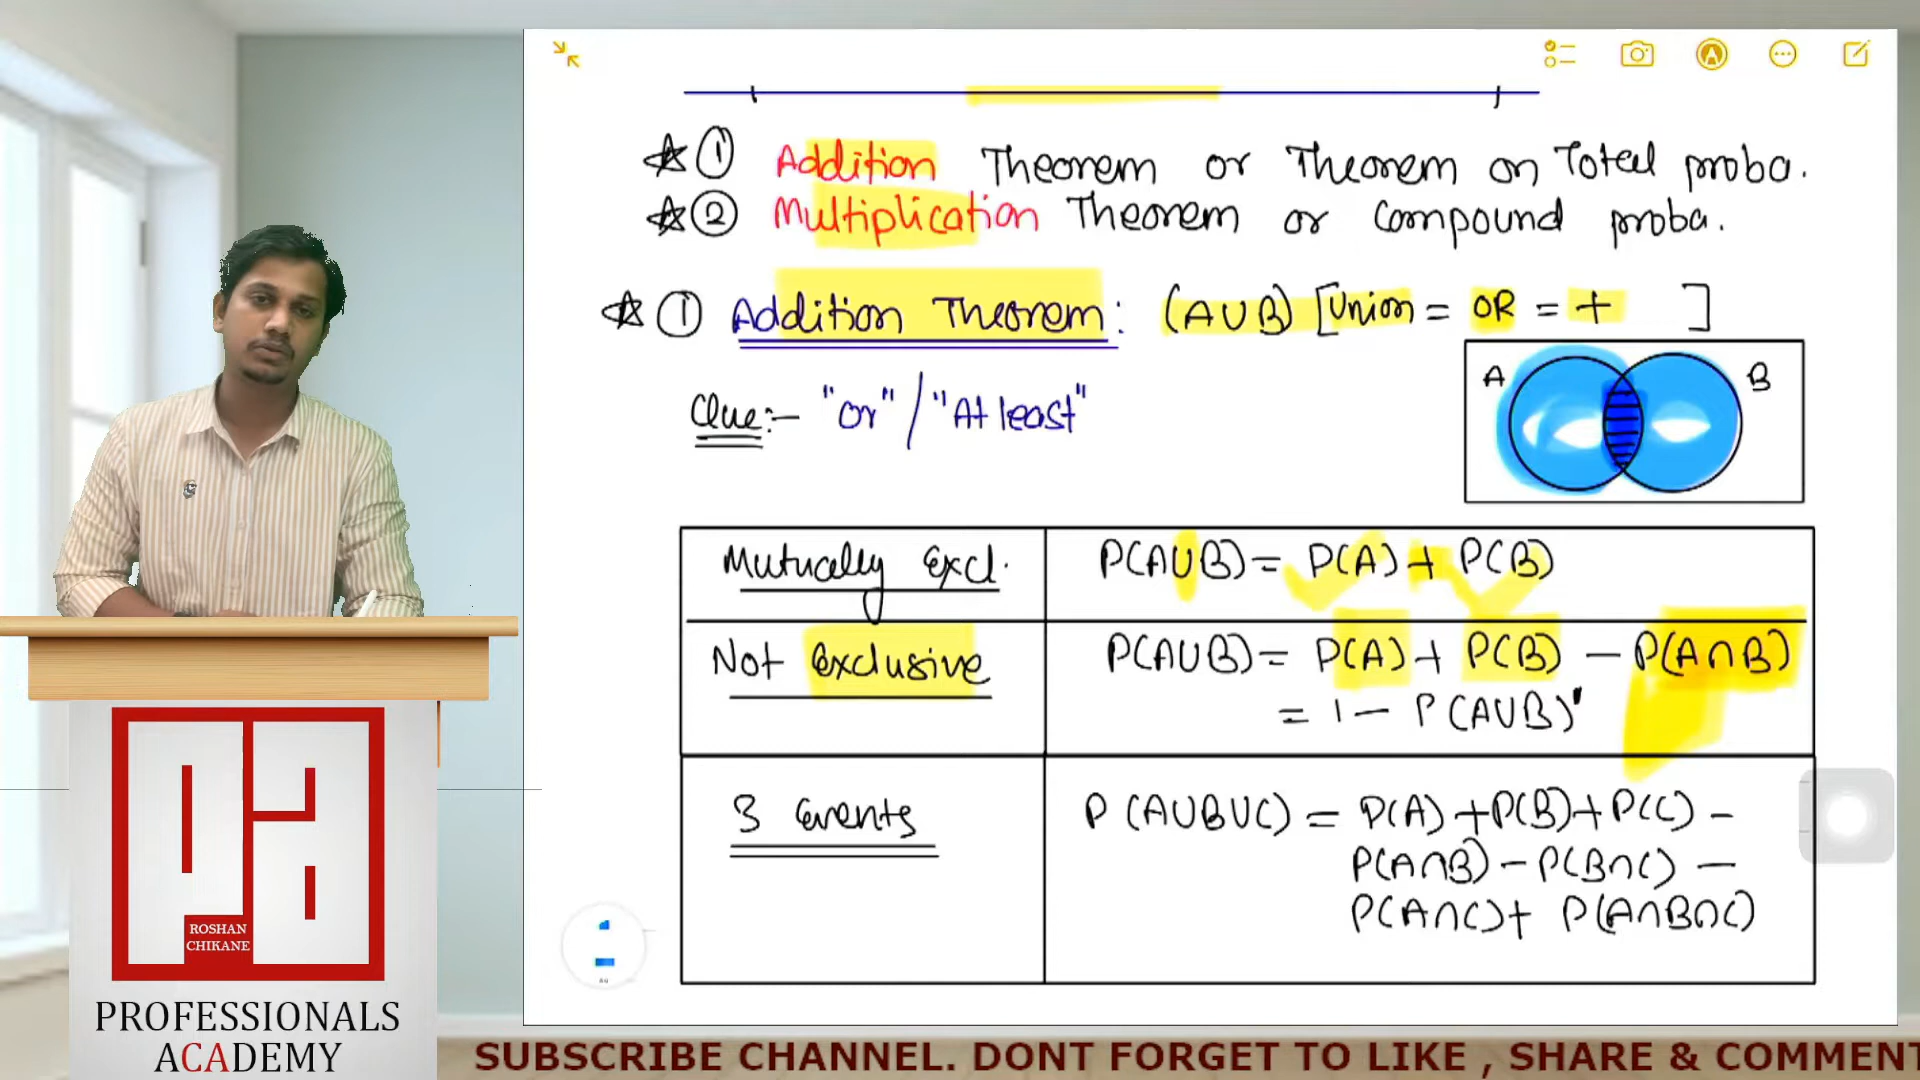 ☆① Addition Theorem or Theorem on Total proba.
☆② Multiplication Theorem or Compound proba.
☆① Addition Theorem: (A∪B) [Union = OR = + ]
Clue:- "or" / "At least"
A B
Mutually Excl. P(A∪B) = P(A) + P(B)
Not Exclusive P(A∪B) = P(A) + P(B) - P(A∩B)
= 1 - P(A∪B)'
3 Events P(A∪B∪C) = P(A) + P(B) + P(C) -
P(A∩B) - P(B∩C) -
P(A∩C) + P(A∩B∩C)
ROSHAN
CHIKANE
PROFESSIONALS
ACADEMY
SUBSCRIBE CHANNEL. DONT FORGET TO LIKE , SHARE & COMMENT